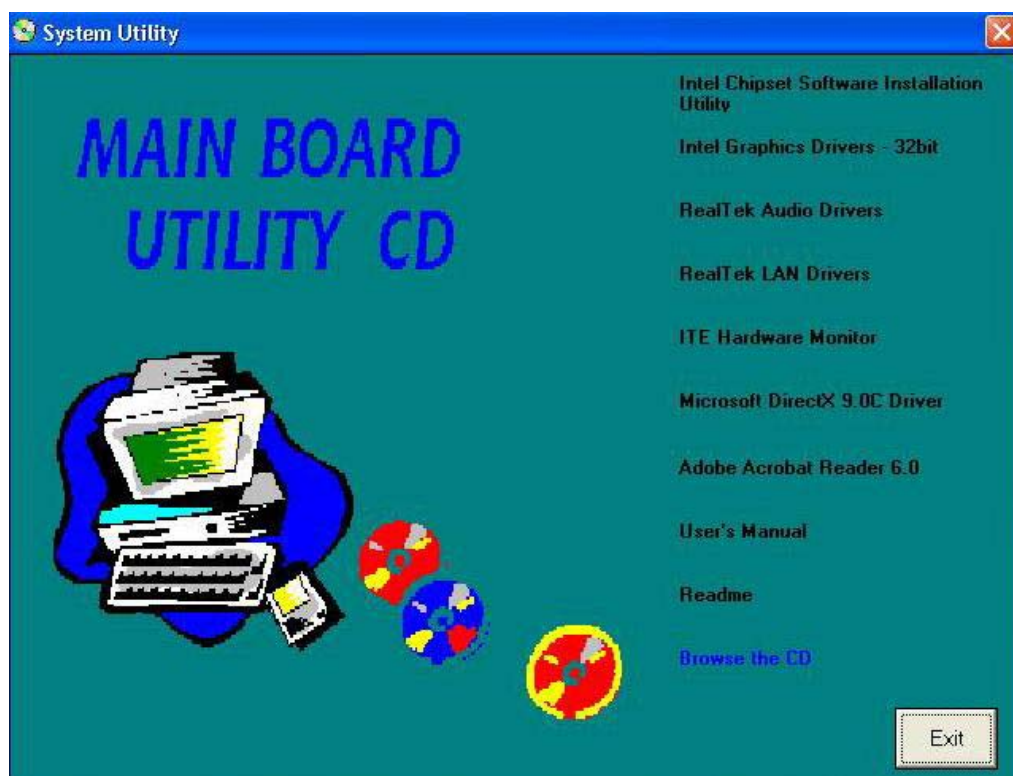 System Utility
MAIN BOARD
UTILITY CD
Intel Chipset Software Installation
Utility
Intel Graphics Drivers - 32bit
RealTek Audio Drivers
RealTek LAN Drivers
ITE Hardware Monitor
Microsoft DirectX 9.0C Driver
Adobe Acrobat Reader 6.0
User's Manual
Readme
Browse the CD
Exit